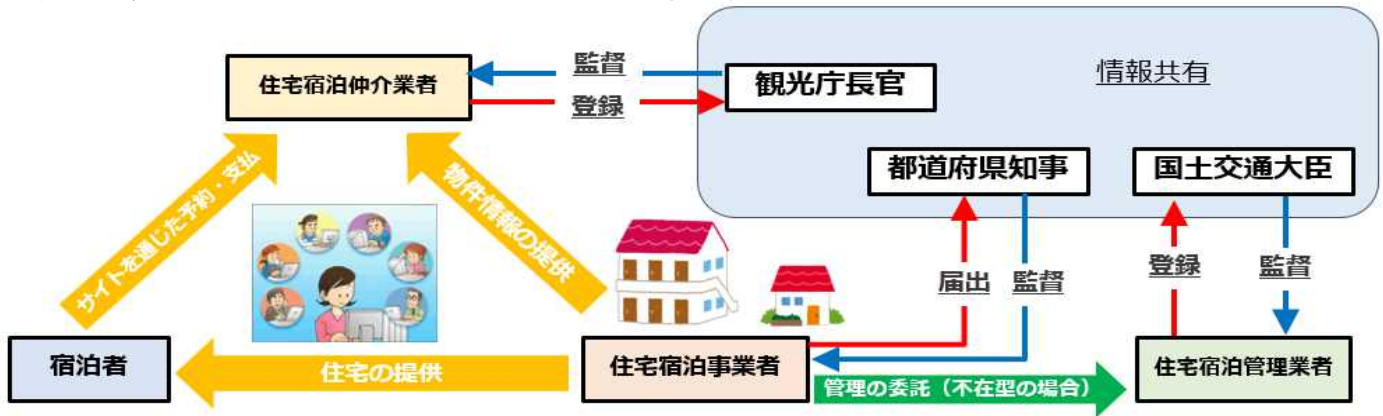 情報共有
監督
住宅宿泊仲介業者
観光庁長官
登録
都道府県知事
国土交通大臣
サイトを通じた予約・支払
物件情報の提供
届出
監督
登録
監督
宿泊者
住宅の提供
住宅宿泊事業者
管理の委託（不在型の場合）
住宅宿泊管理業者